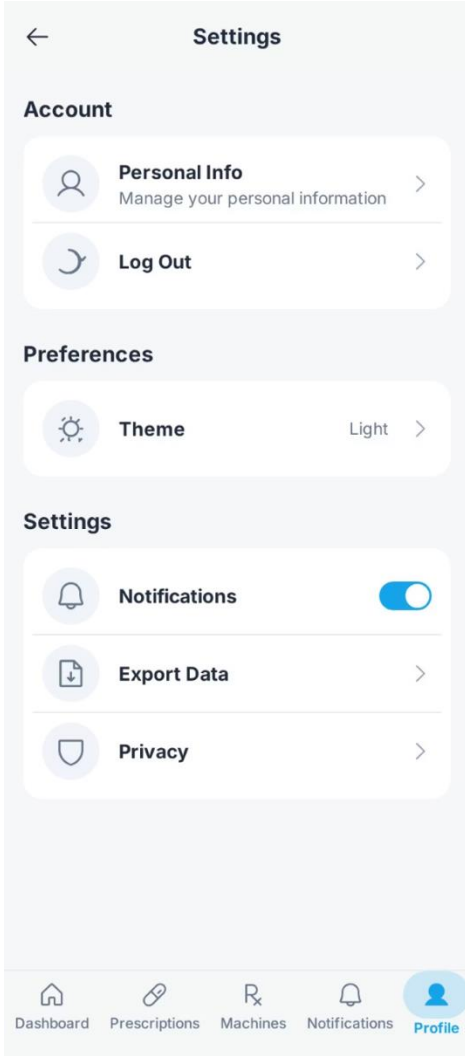 Settings
Account
Personal Info
Manage your personal information
Log Out
Preferences
Theme Light
Settings
Notifications
Export Data
Privacy
Dashboard Prescriptions Machines Notifications Profile